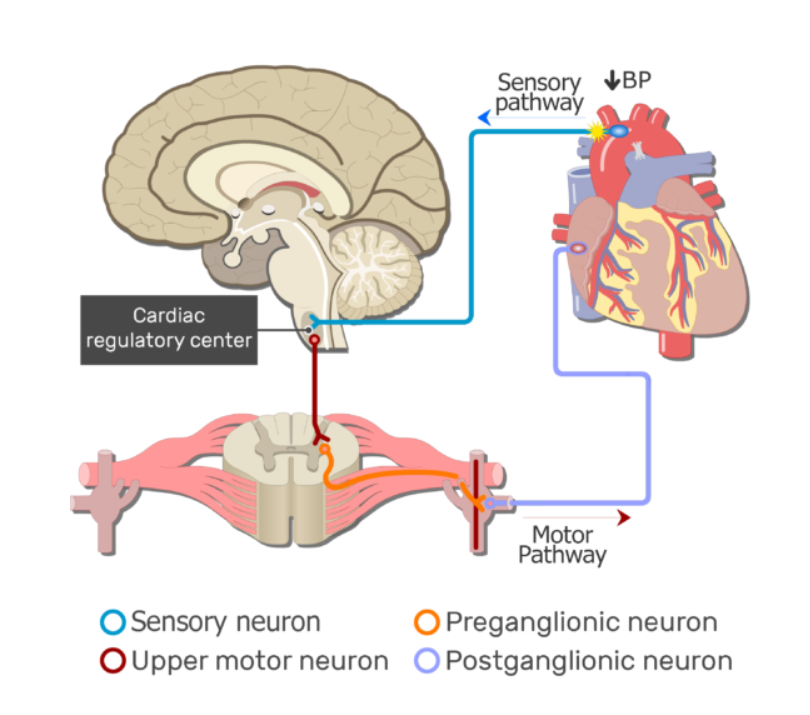 Sensory
pathway
↓BP
Cardiac
regulatory center
Motor
Pathway
Sensory neuron
Preganglionic neuron
Upper motor neuron
Postganglionic neuron